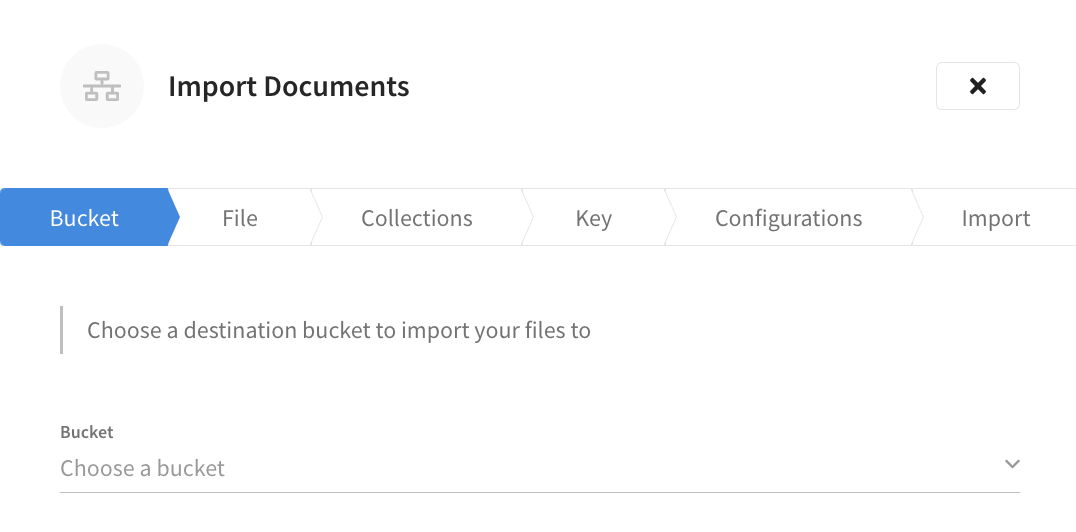 Import Documents
Bucket File Collections Key Configurations Import
Choose a destination bucket to import your files to
Bucket
Choose a bucket